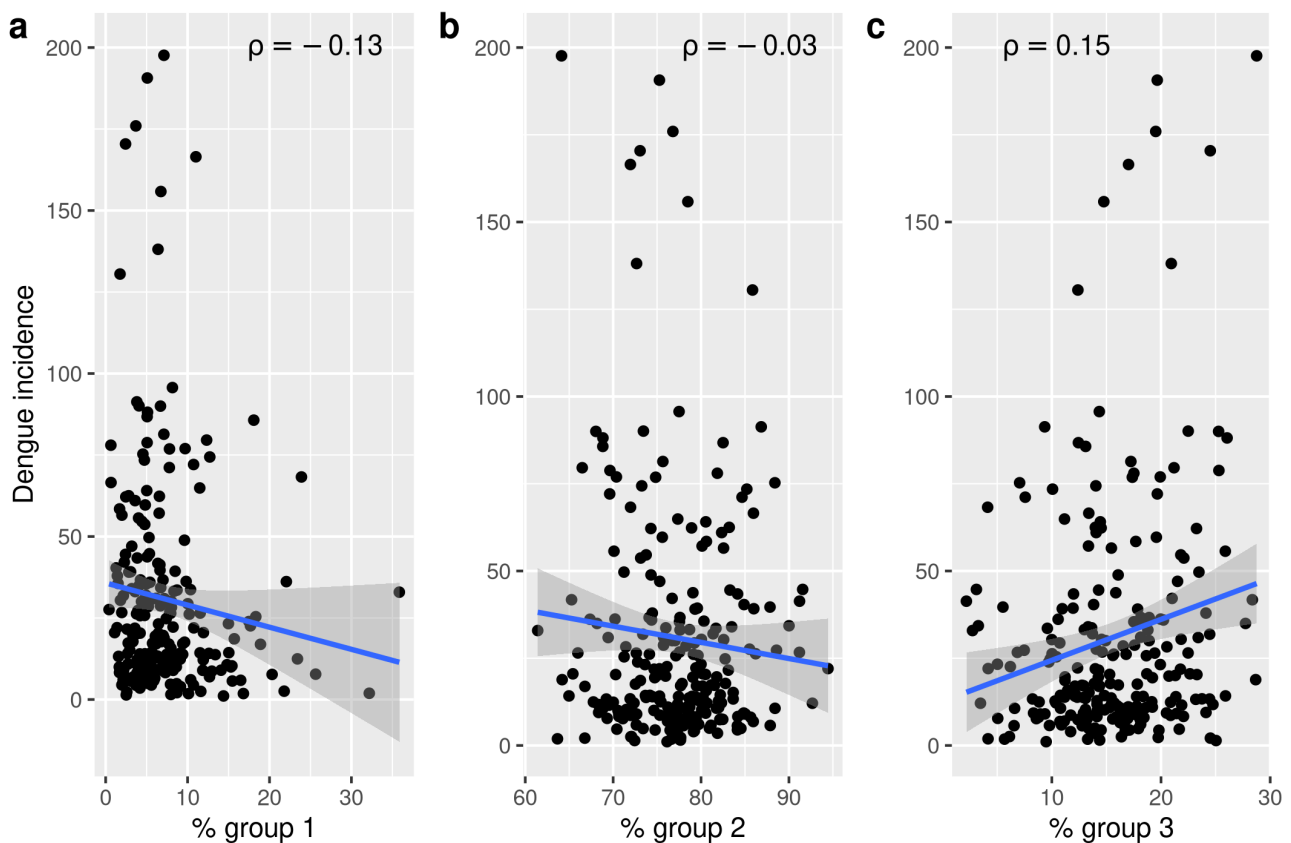 a
ρ = −0.13
Dengue incidence
200
150
100
50
0
0 10 20 30
% group 1
b
ρ = −0.03
200
150
100
50
0
60 70 80 90
% group 2
c
ρ = 0.15
200
150
100
50
0
10 20 30
% group 3